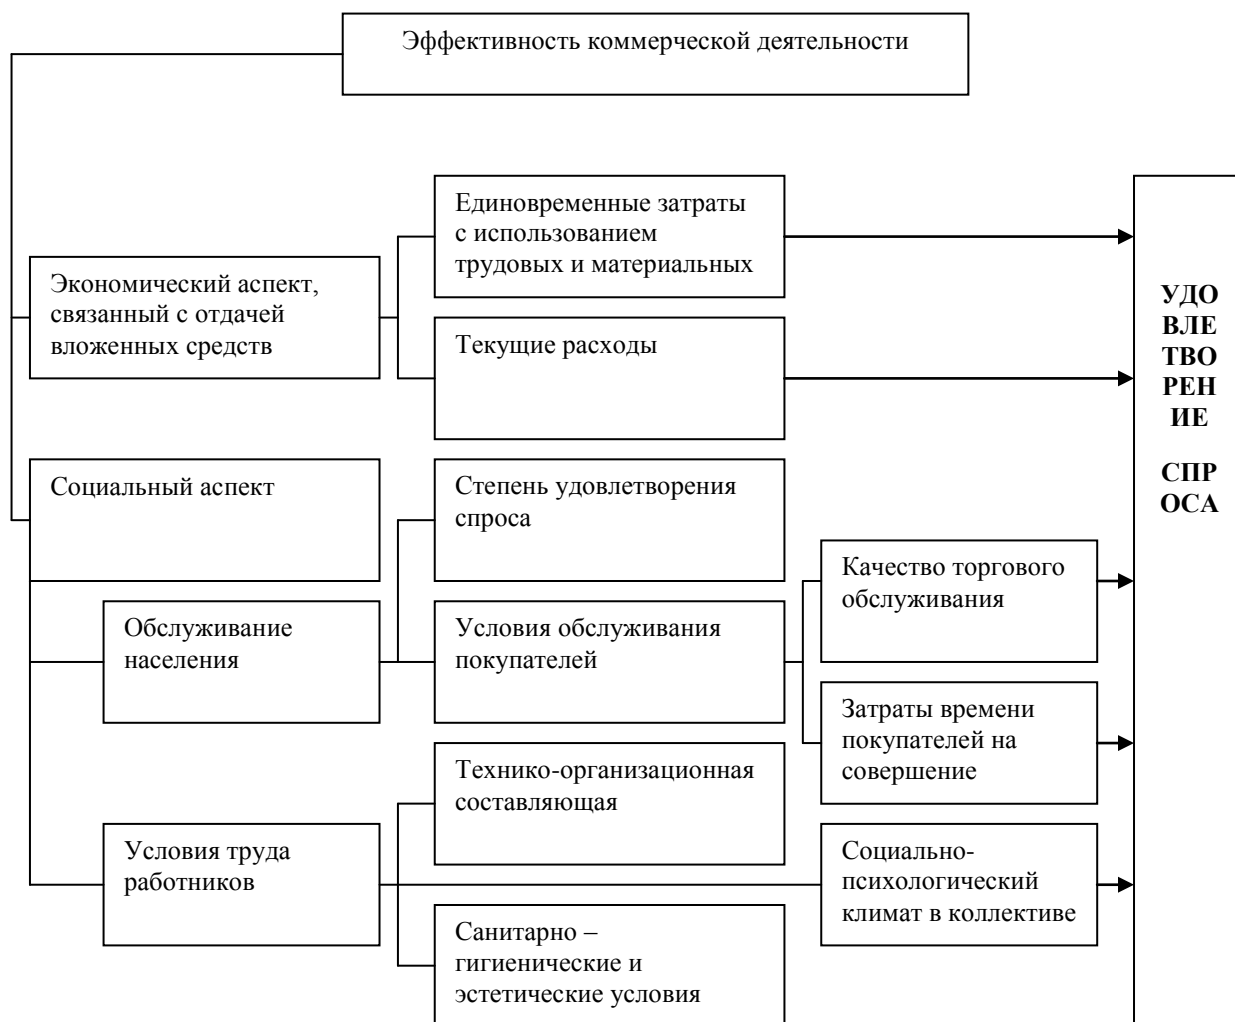 Эффективность коммерческой деятельности
Единовременные затраты
с использованием
трудовых и материальных
Экономический аспект,
связанный с отдачей
вложенных средств
Текущие расходы
Социальный аспект
Степень удовлетворения
спроса
Обслуживание
населения
Условия обслуживания
покупателей
Качество торгового
обслуживания
Затраты времени
покупателей на
совершение
Технико-организационная
составляющая
Условия труда
работников
Социально-
психологический
климат в коллективе
Санитарно –
гигиенические и
эстетические условия
УДО
ВЛЕ
ТВО
РЕН
ИЕ
СПР
ОСА